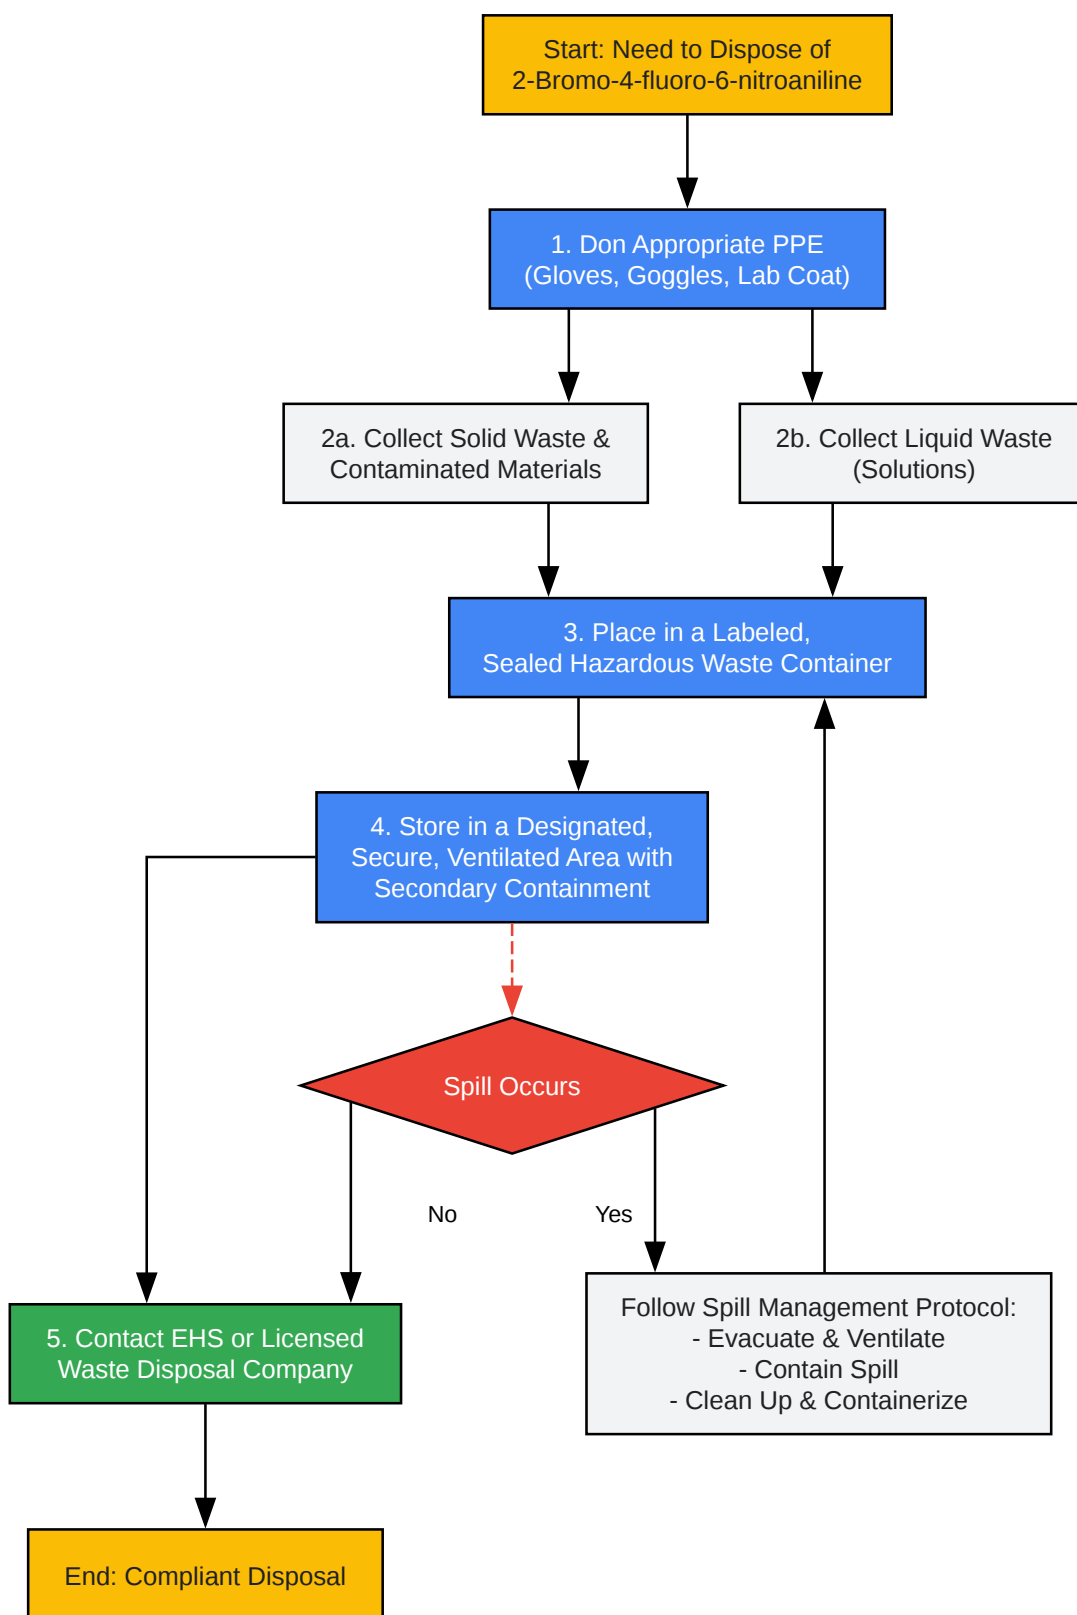 Start: Need to Dispose of
2-Bromo-4-fluoro-6-nitroaniline
1. Don Appropriate PPE
(Gloves, Goggles, Lab Coat)
2a. Collect Solid Waste &
Contaminated Materials
2b. Collect Liquid Waste
(Solutions)
3. Place in a Labeled,
Sealed Hazardous Waste Container
4. Store in a Designated,
Secure, Ventilated Area with
Secondary Containment
Spill Occurs
No
Yes
5. Contact EHS or Licensed
Waste Disposal Company
Follow Spill Management Protocol:
- Evacuate & Ventilate
- Contain Spill
- Clean Up & Containerize
End: Compliant Disposal